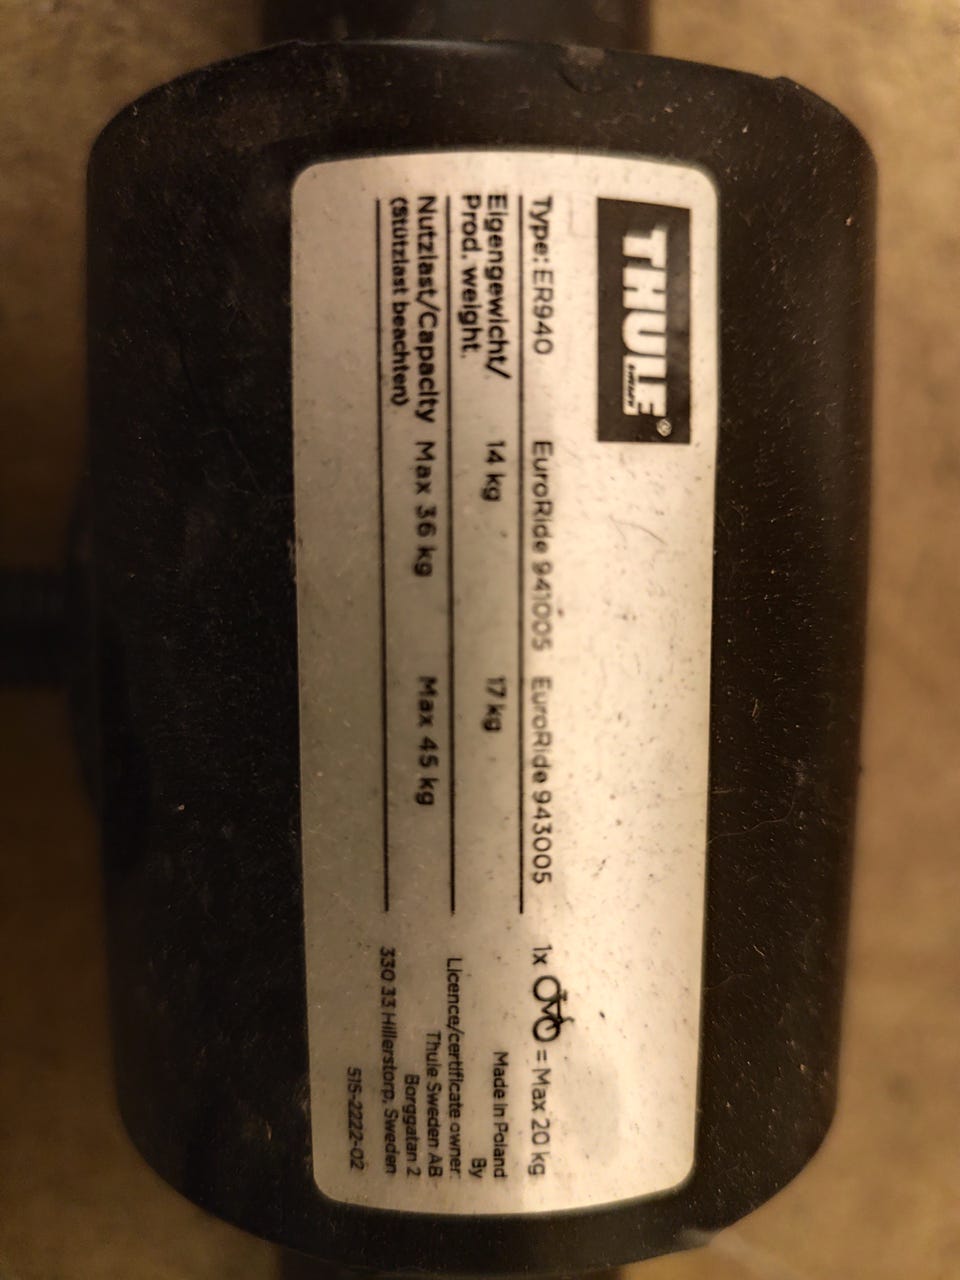 THULE®
SWEDEN
Type: ER940 EuroRide 941005 EuroRide 943005 1x = Max 20 kg
Eigengewicht/ 14 kg 17 kg
Prod. weight.
Nutzlast/Capacity Max 36 kg Max 45 kg
(Stützlast beachten)
Made in Poland
By
Licence/certificate owner:
Thule Sweden AB
Borggatan 2
330 33 Hillerstorp, Sweden
515-2222-02